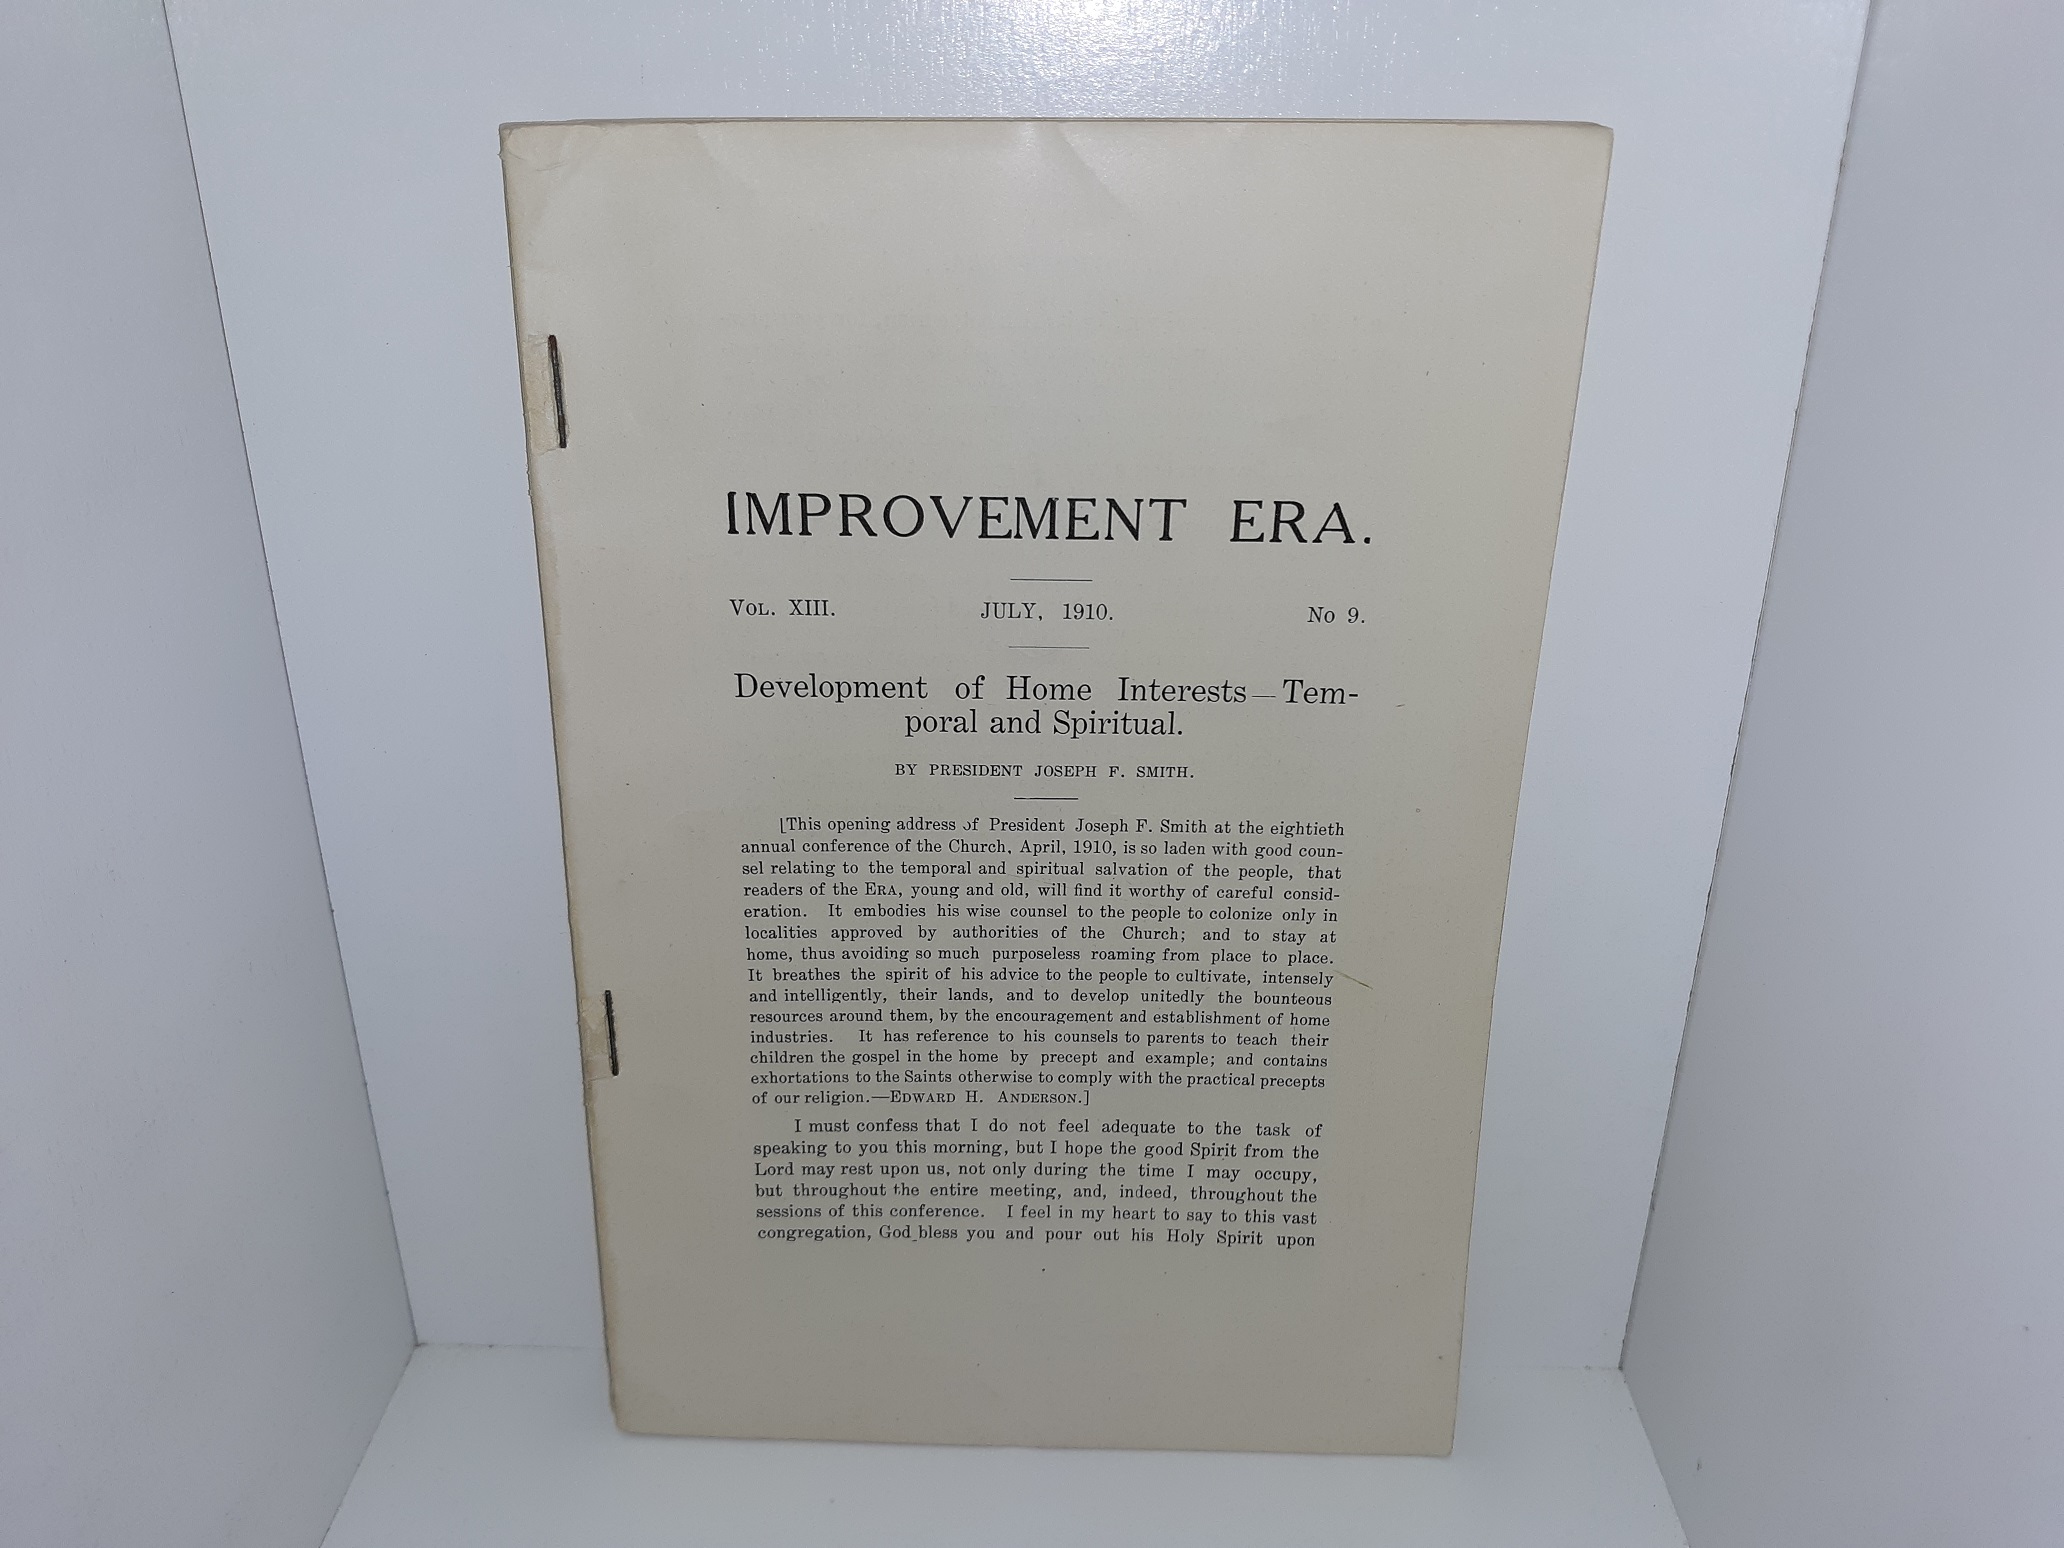 IMPROVEMENT ERA.
VOL. XIII. JULY, 1910. No 9.
Development of Home Interests—Tem-
poral and Spiritual.
BY PRESIDENT JOSEPH F. SMITH.
[This opening address of President Joseph F. Smith at the eightieth
annual conference of the Church, April, 1910, is so laden with good coun-
sel relating to the temporal and spiritual salvation of the people, that
readers of the ERA, young and old, will find it worthy of careful consid-
eration. It embodies his wise counsel to the people to colonize only in
localities approved by authorities of the Church; and to stay at
home, thus avoiding so much purposeless roaming from place to place.
It breathes the spirit of his advice to the people to cultivate, intensely
and intelligently, their lands, and to develop unitedly the bounteous
resources around them, by the encouragement and establishment of home
industries. It has reference to his counsels to parents to teach their
children the gospel in the home by precept and example; and contains
exhortations to the Saints otherwise to comply with the practical precepts
of our religion.—EDWARD H. ANDERSON.]
I must confess that I do not feel adequate to the task of
speaking to you this morning, but I hope the good Spirit from the
Lord may rest upon us, not only during the time I may occupy,
but throughout the entire meeting, and, indeed, throughout the
sessions of this conference. I feel in my heart to say to this vast
congregation, God bless you and pour out his Holy Spirit upon